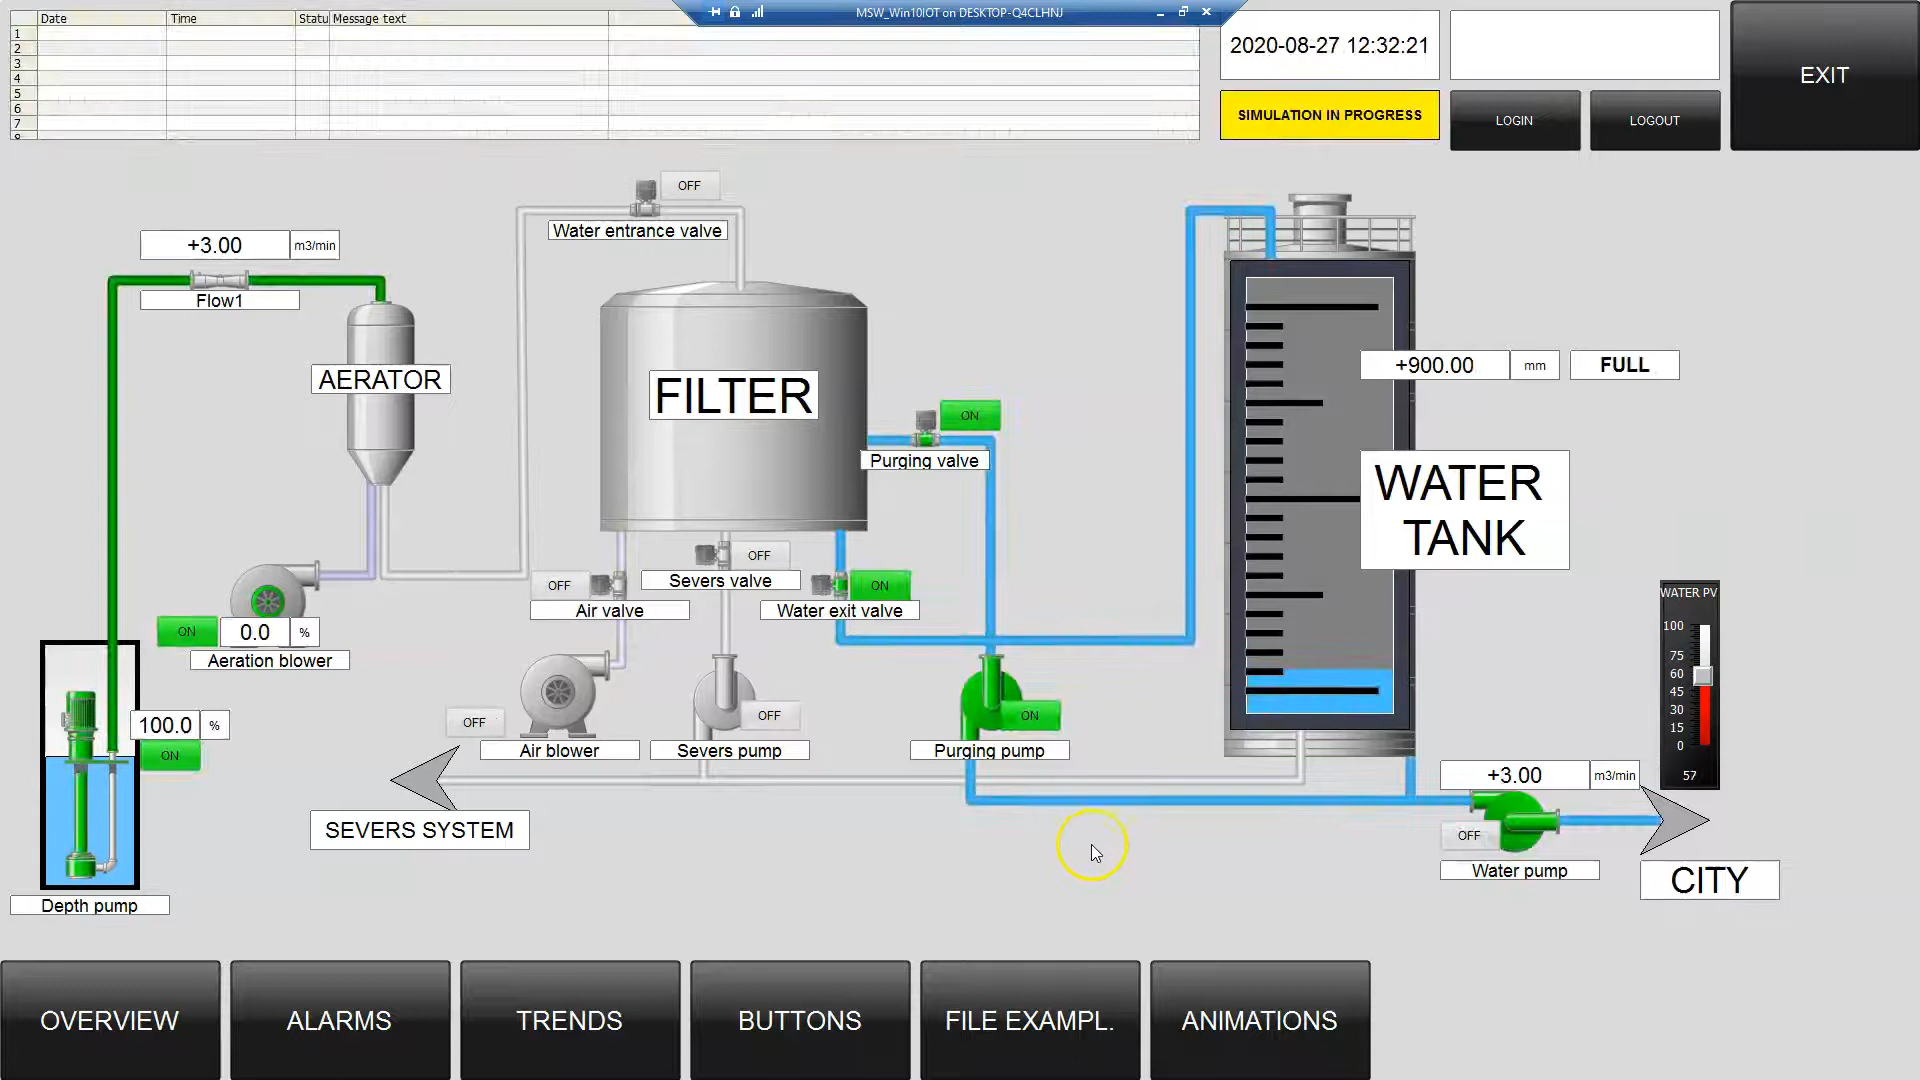 MSW_Win10IOT on DESKTOP-Q4CLHNJ
Date Time Statu Message text
1
2
3
4
5
6
7
8
2020-08-27 12:32:21
EXIT
SIMULATION IN PROGRESS
LOGIN
LOGOUT
OFF
Water entrance valve
+3.00 m3/min
Flow1
AERATOR
FILTER
ON
Purging valve
+900.00 mm
FULL
WATER
TANK
OFF
Severs valve
OFF
Air valve
ON
Water exit valve
ON 0.0 %
Aeration blower
WATER PV
100
75
60
45
30
15
0
57
100.0 %
ON
OFF
Air blower
OFF
Severs pump
ON
Purging pump
+3.00 m3/min
OFF
Water pump
SEVERS SYSTEM
CITY
Depth pump
OVERVIEW
ALARMS
TRENDS
BUTTONS
FILE EXAMPL.
ANIMATIONS